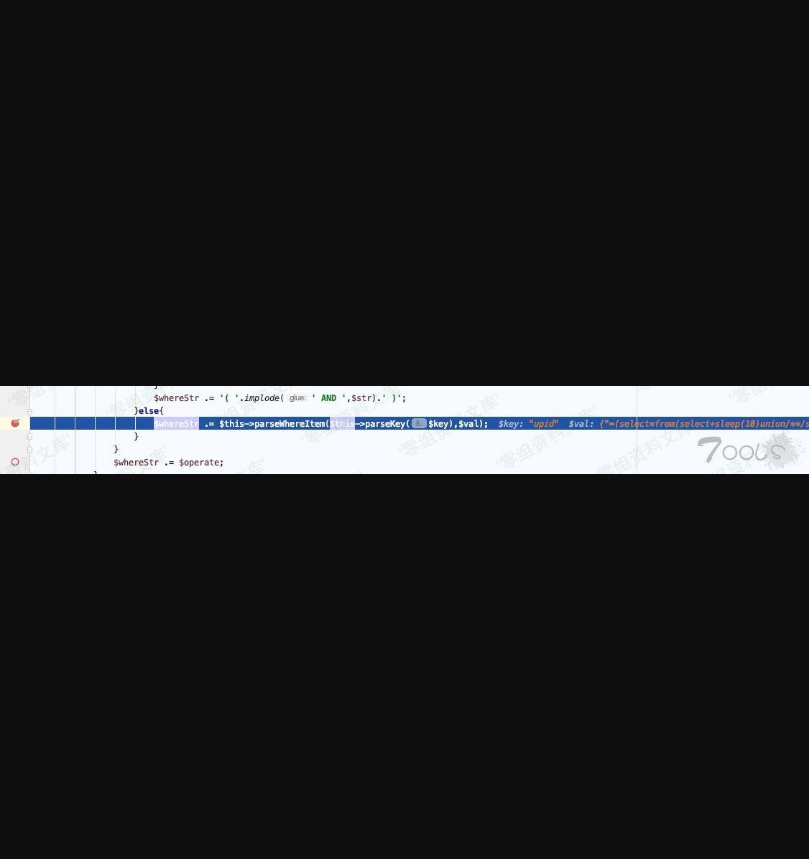 $whereStr .= '( '.implode( glue: ' AND ',$str).' )';
}else{
$whereStr .= $this->parseWhereItem($this->parseKey( $key),$val); $key: "upid" $val: {"=(select*from(select+sleep(10)union/**/s
}
}
$whereStr .= $operate;
零组资料文库
7ools